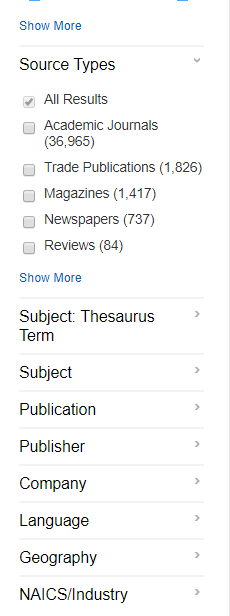 Show More
Source Types
All Results
Academic Journals
(36,965)
Trade Publications (1,826)
Magazines (1,417)
Newspapers (737)
Reviews (84)
Show More
Subject: Thesaurus
Term
Subject
Publication
Publisher
Company
Language
Geography
NAICS/Industry